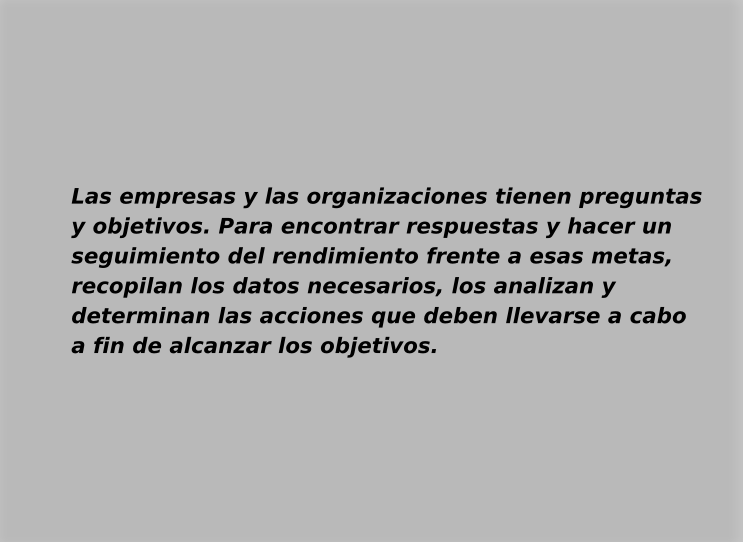 Las empresas y las organizaciones tienen preguntas
y objetivos. Para encontrar respuestas y hacer un
seguimiento del rendimiento frente a esas metas,
recopilan los datos necesarios, los analizan y
determinan las acciones que deben llevarse a cabo
a fin de alcanzar los objetivos.